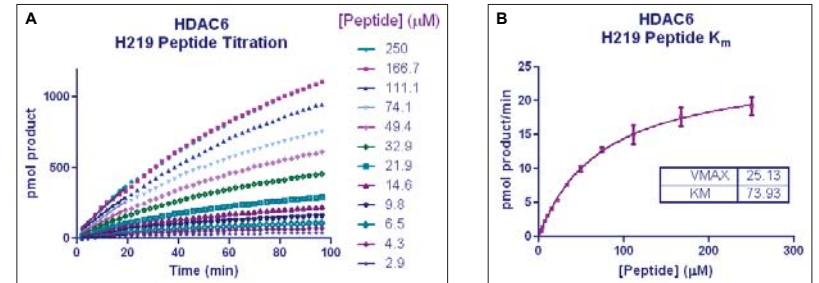 A
HDAC6
H219 Peptide Titration
[Peptide] (µM)
250
166.7
111.1
74.1
49.4
32.9
21.9
14.6
9.8
6.5
4.3
2.9
pmol product
1000
500
0
0 20 40 60 80 100
Time (min)
B
HDAC6
H219 Peptide Km
pmol product/min
25
20
15
10
5
0
0 100 200 300
[Peptide] (µM)
VMAX 25.13
KM 73.93